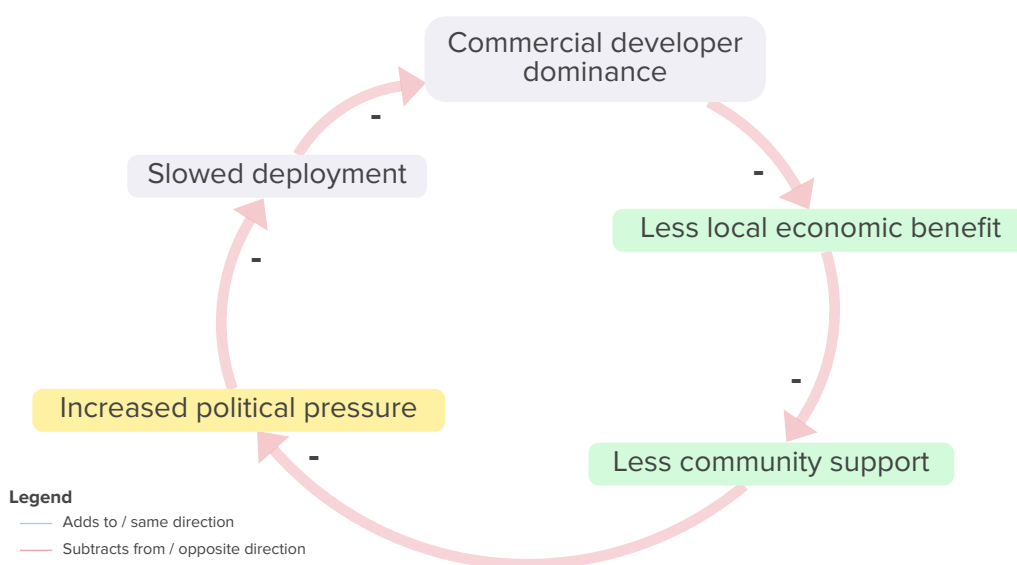 Commercial developer
dominance
-
-
Slowed deployment
Less local economic benefit
-
-
Increased political pressure
-
Less community support
Legend
Adds to / same direction
Subtracts from / opposite direction